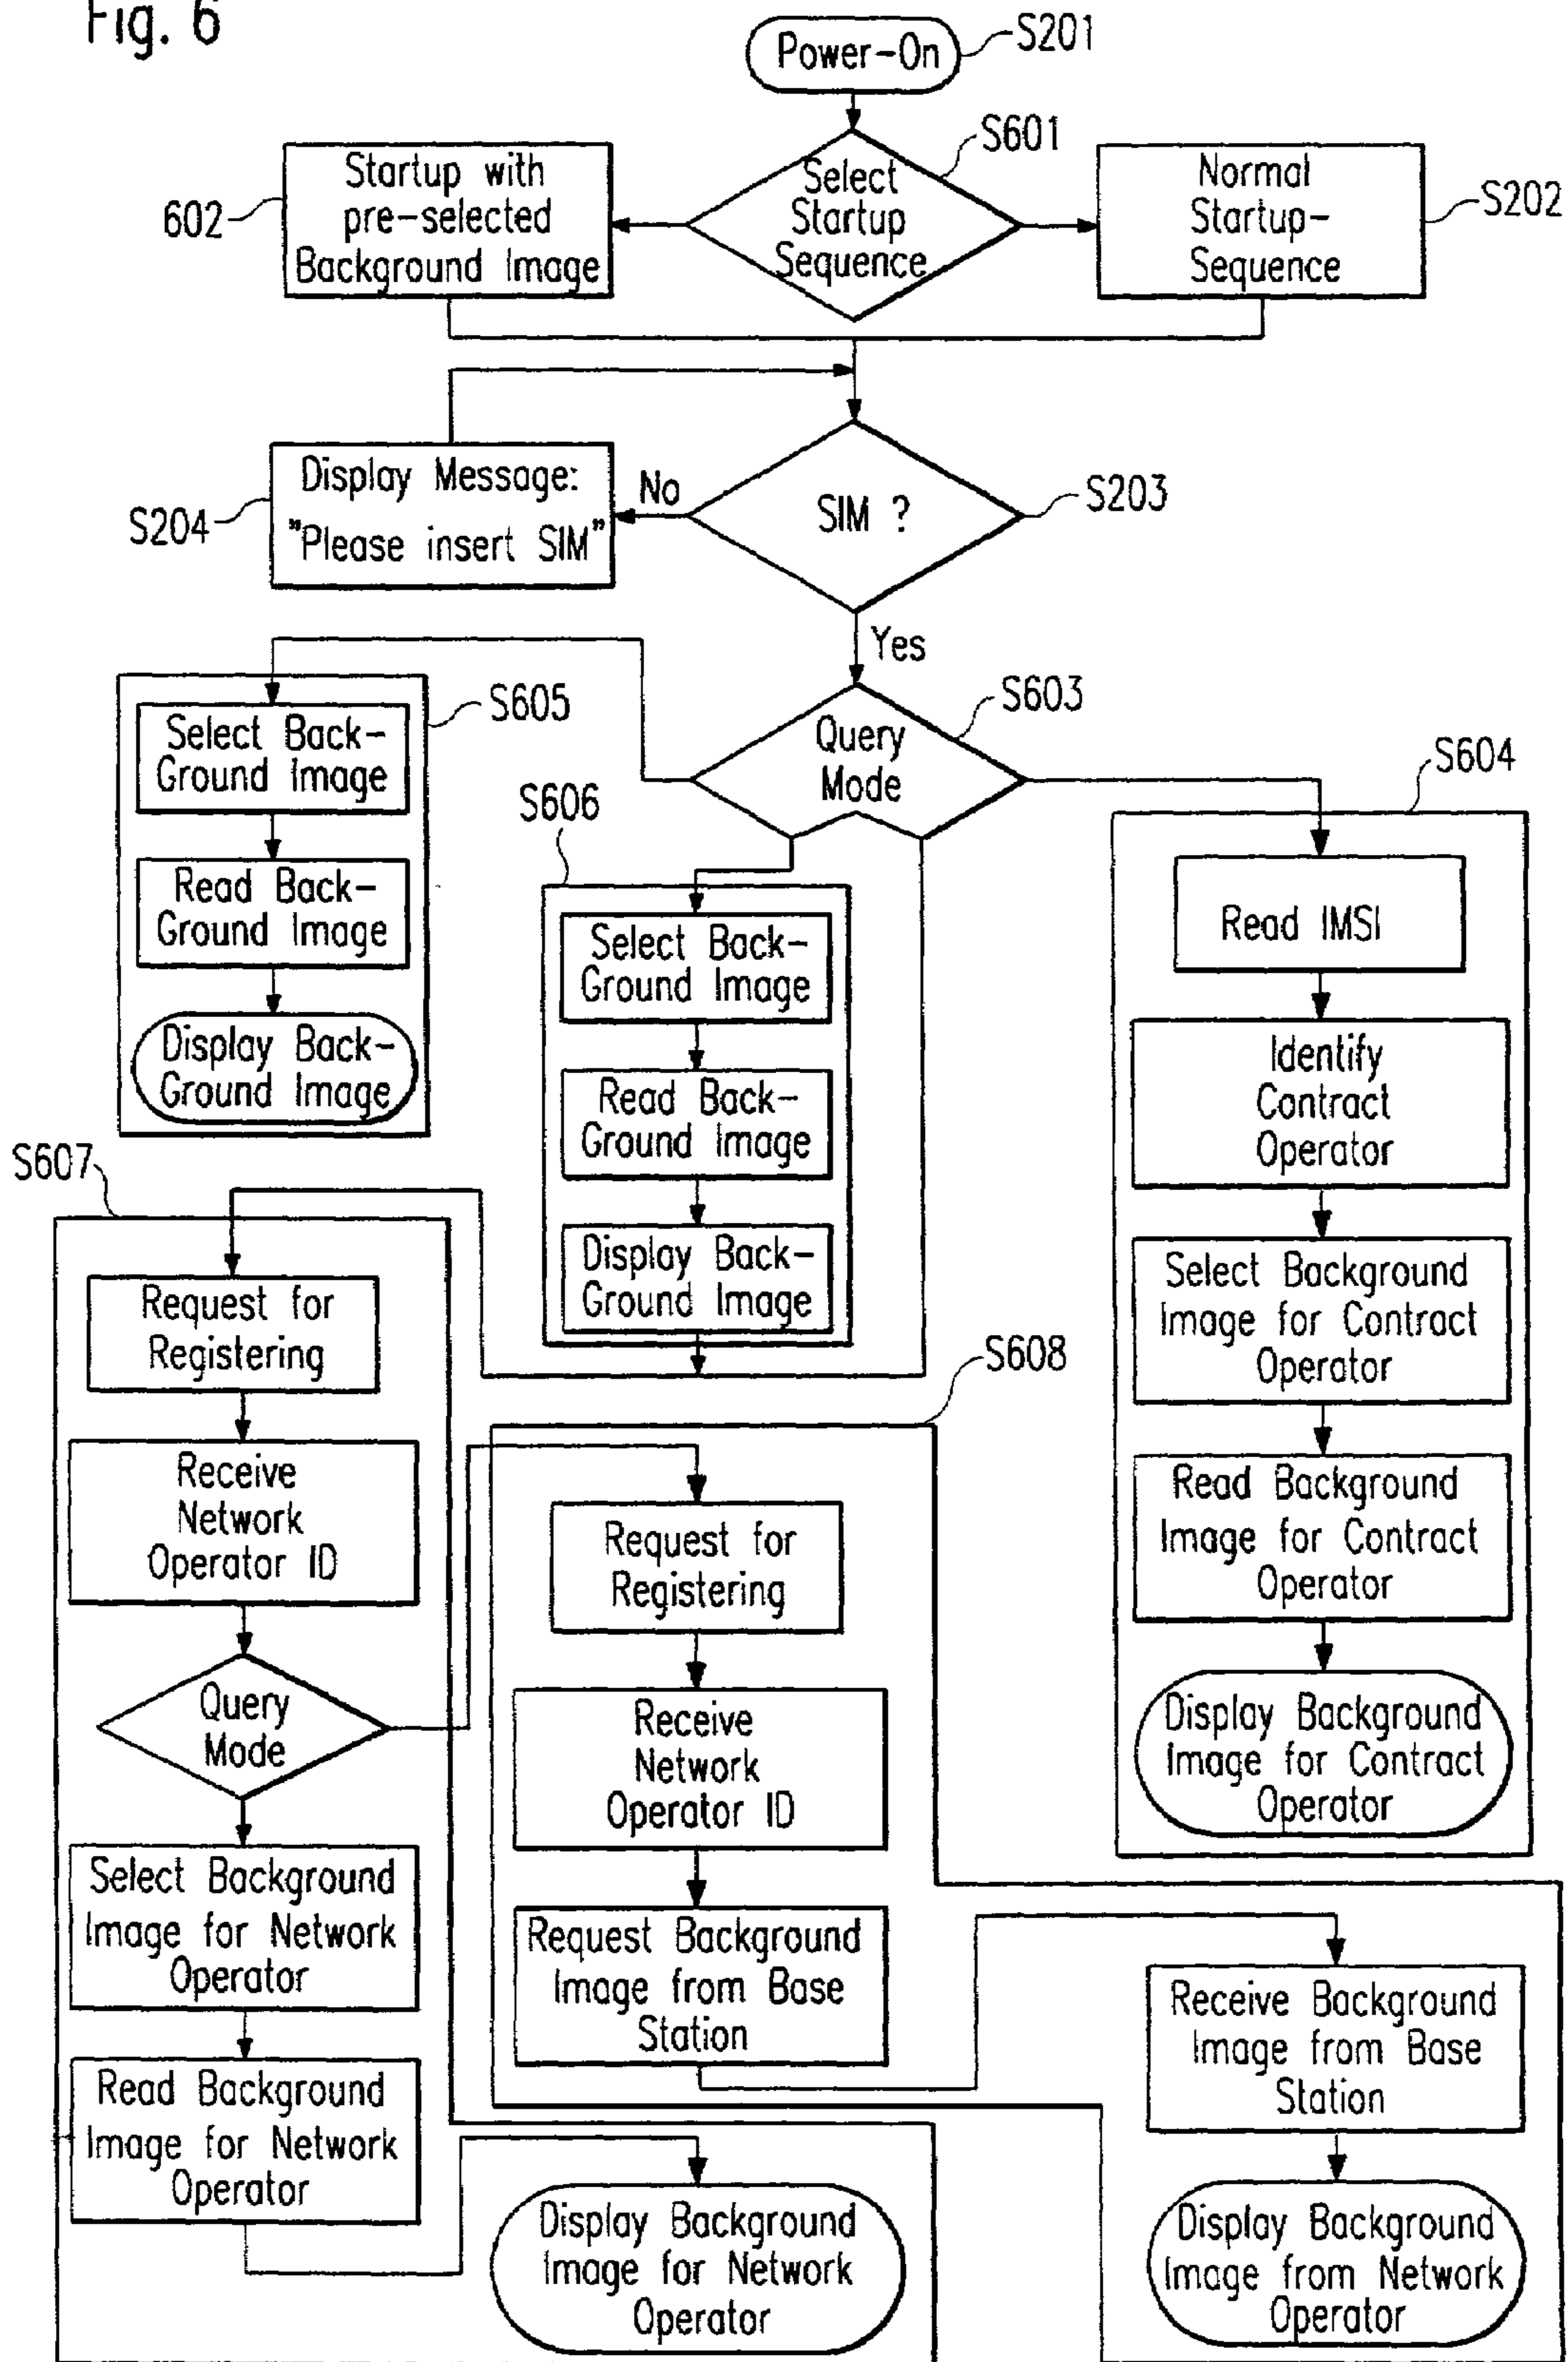 Fig. 6
Power-On
S201
S601
Select
Startup
Sequence
602
Startup with
pre-selected
Background Image
Normal
Startup-
Sequence
S202
S204
Display Message:
"Please insert SIM"
No
SIM ?
S203
Yes
S605
Select Back-
Ground Image
Read Back-
Ground Image
Display Back-
Ground Image
S603
Query
Mode
S606
Select Back-
Ground Image
Read Back-
Ground Image
Display Back-
Ground Image
S604
Read IMSI
Identify
Contract
Operator
Select Background
Image for Contract
Operator
Read Background
Image for Contract
Operator
Display Background
Image for Contract
Operator
S607
Request for
Registering
Receive
Network
Operator ID
Query
Mode
Select Background
Image for Network
Operator
Read Background
Image for Network
Operator
Display Background
Image for Network
Operator
S608
Request for
Registering
Receive
Network
Operator ID
Request Background
Image from Base
Station
Receive Background
Image from Base
Station
Display Background
Image from Network
Operator